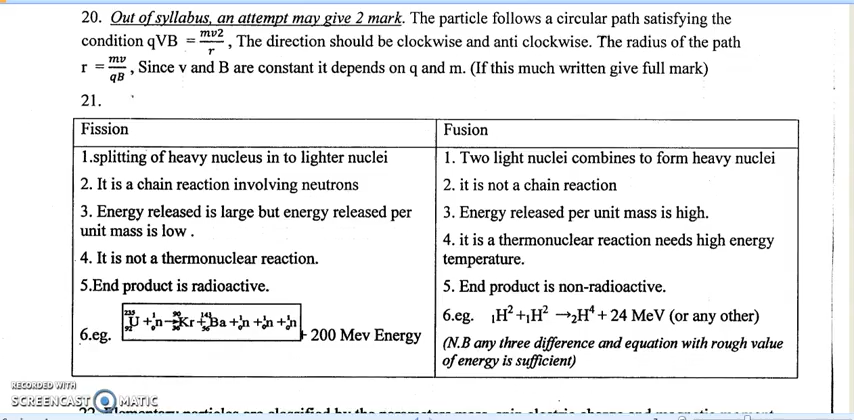 20. Out of syllabus, an attempt may give 2 mark. The particle follows a circular path satisfying the
condition qVB = mv2/r , The direction should be clockwise and anti clockwise. The radius of the path
r = mv/qB , Since v and B are constant it depends on q and m. (If this much written give full mark)
21.
Fission
1.splitting of heavy nucleus in to lighter nuclei
2. It is a chain reaction involving neutrons
3. Energy released is large but energy released per
unit mass is low .
4. It is not a thermonuclear reaction.
5.End product is radioactive.
6.eg. ²³⁵₉₂U + ¹₀n → ⁹⁰₃₆Kr + ¹⁴¹₅₆Ba + ¹₀n + ¹₀n + ¹₀n + 200 Mev Energy
Fusion
1. Two light nuclei combines to form heavy nuclei
2. it is not a chain reaction
3. Energy released per unit mass is high.
4. it is a thermonuclear reaction needs high energy
temperature.
5. End product is non-radioactive.
6.eg. ₁H² +₁H² →₂H⁴ + 24 MeV (or any other)
(N.B any three difference and equation with rough value
of energy is sufficient)
RECORDED WITH
SCREENCAST MATIC